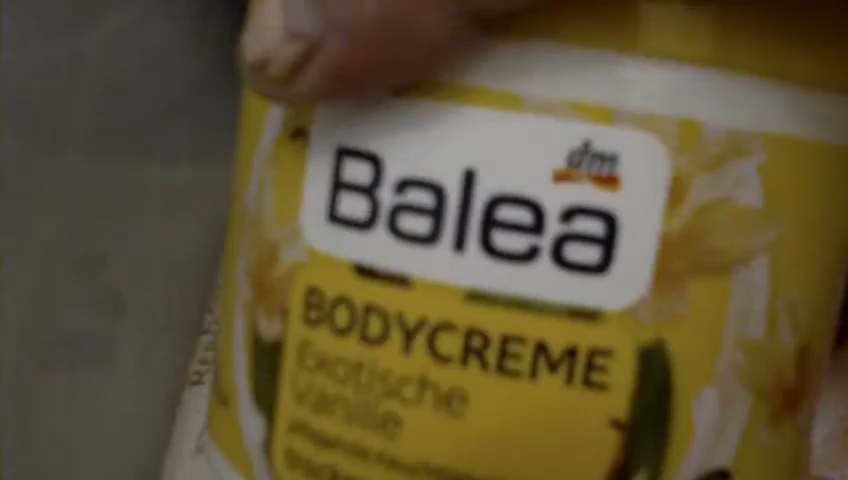 dm
Balea
BODYCREME
Exotische
Vanille